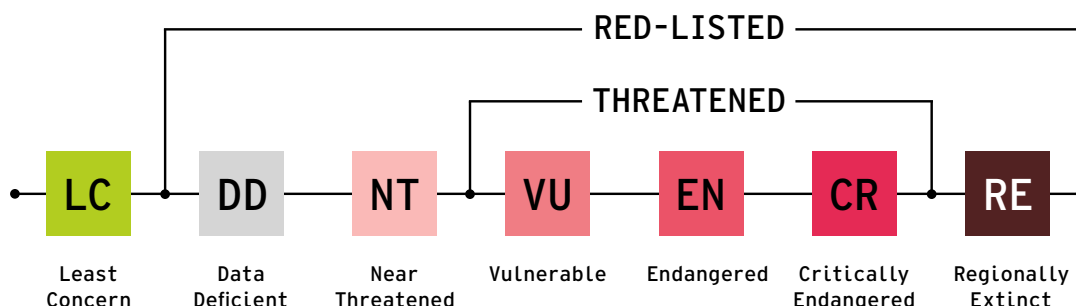 RED-LISTED
THREATENED
LC DD NT VU EN CR RE
Least Data Near Vulnerable Endangered Critically Regionally
Concern Deficient Threatened Endangered Extinct